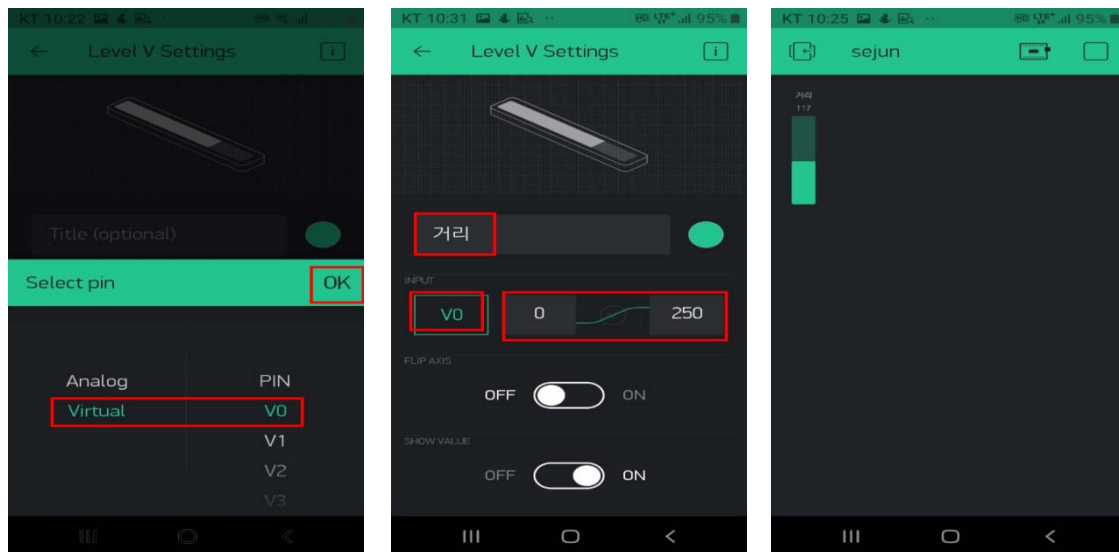 KT 10:22
Level V Settings
i
Title (optional)
Select pin
OK
Analog
PIN
Virtual
V0
V1
V2
V3
KT 10:31
95%
Level V Settings
i
거리
INPUT
V0
0
250
FLIP AXIS
OFF
ON
SHOW VALUE
OFF
ON
KT 10:25
95%
sejun
거리
117